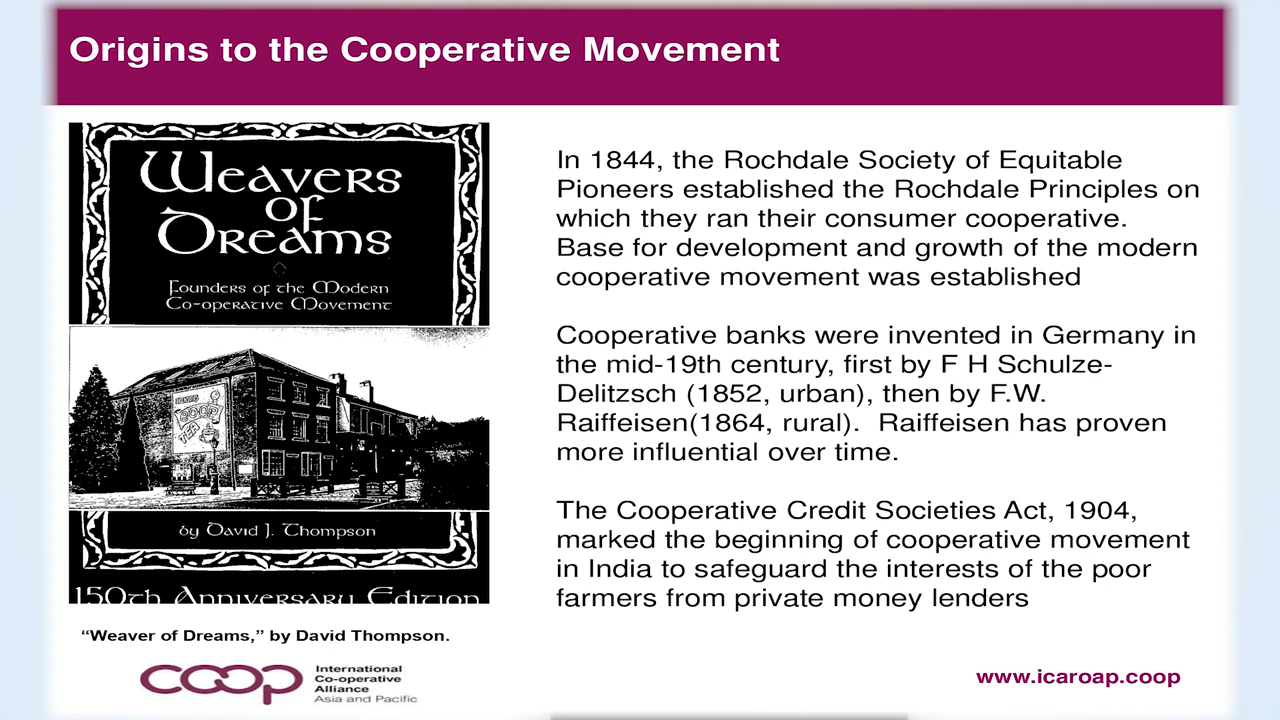 Origins to the Cooperative Movement
Weavers
of
Dreams
Founders of the Modern
Co-operative Movement
COOP
TEA
by David J. Thompson
150th Anniversary Edition
“Weaver of Dreams,” by David Thompson.
In 1844, the Rochdale Society of Equitable
Pioneers established the Rochdale Principles on
which they ran their consumer cooperative.
Base for development and growth of the modern
cooperative movement was established
Cooperative banks were invented in Germany in
the mid-19th century, first by F H Schulze-
Delitzsch (1852, urban), then by F.W.
Raiffeisen(1864, rural).  Raiffeisen has proven
more influential over time.
The Cooperative Credit Societies Act, 1904,
marked the beginning of cooperative movement
in India to safeguard the interests of the poor
farmers from private money lenders
coop
International
Co-operative
Alliance
Asia and Pacific
www.icaroap.coop